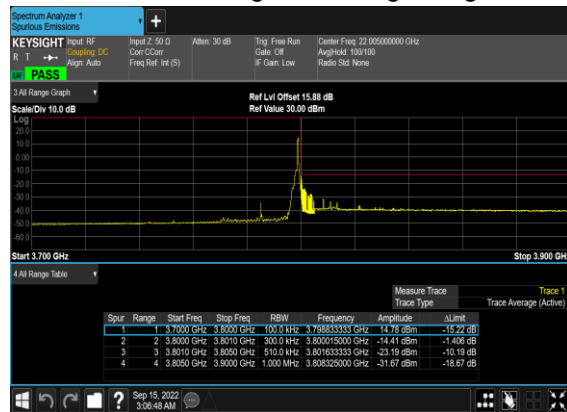 Spectrum Analyzer 1
Spurious Emissions
KEYSIGHT Input: RF Input Z: 50 Ω Atten: 30 dB Trig: Free Run Center Freq: 22.005000000 GHz
R T Coupling: DC Corr CCorr Gate: Off Avg|Hold: 100/100
Align: Auto Freq Ref: Int (S) IF Gain: Low Radio Std: None
LXI PASS
3 All Range Graph
Ref Lvl Offset 15.88 dB
Scale/Div 10.0 dB Ref Value 30.00 dBm
Log
20.0
10.0
0.00
-10.0
-20.0
-30.0
-40.0
-50.0
-60.0
Start 3.700 GHz Stop 3.900 GHz
4 All Range Table
Measure Trace Trace 1
Trace Type Trace Average (Active)
Spur Range Start Freq Stop Freq RBW Frequency Amplitude ΔLimit
1 1 3.7000 GHz 3.8000 GHz 100.0 kHz 3.798833333 GHz 14.78 dBm -15.22 dB
2 2 3.8000 GHz 3.8010 GHz 300.0 kHz 3.800015000 GHz -14.41 dBm -1.406 dB
3 3 3.8010 GHz 3.8050 GHz 510.0 kHz 3.801633333 GHz -23.19 dBm -10.19 dB
4 4 3.8050 GHz 3.9000 GHz 1.000 MHz 3.808325000 GHz -31.67 dBm -18.67 dB
? Sep 15, 2022
3:06:48 AM